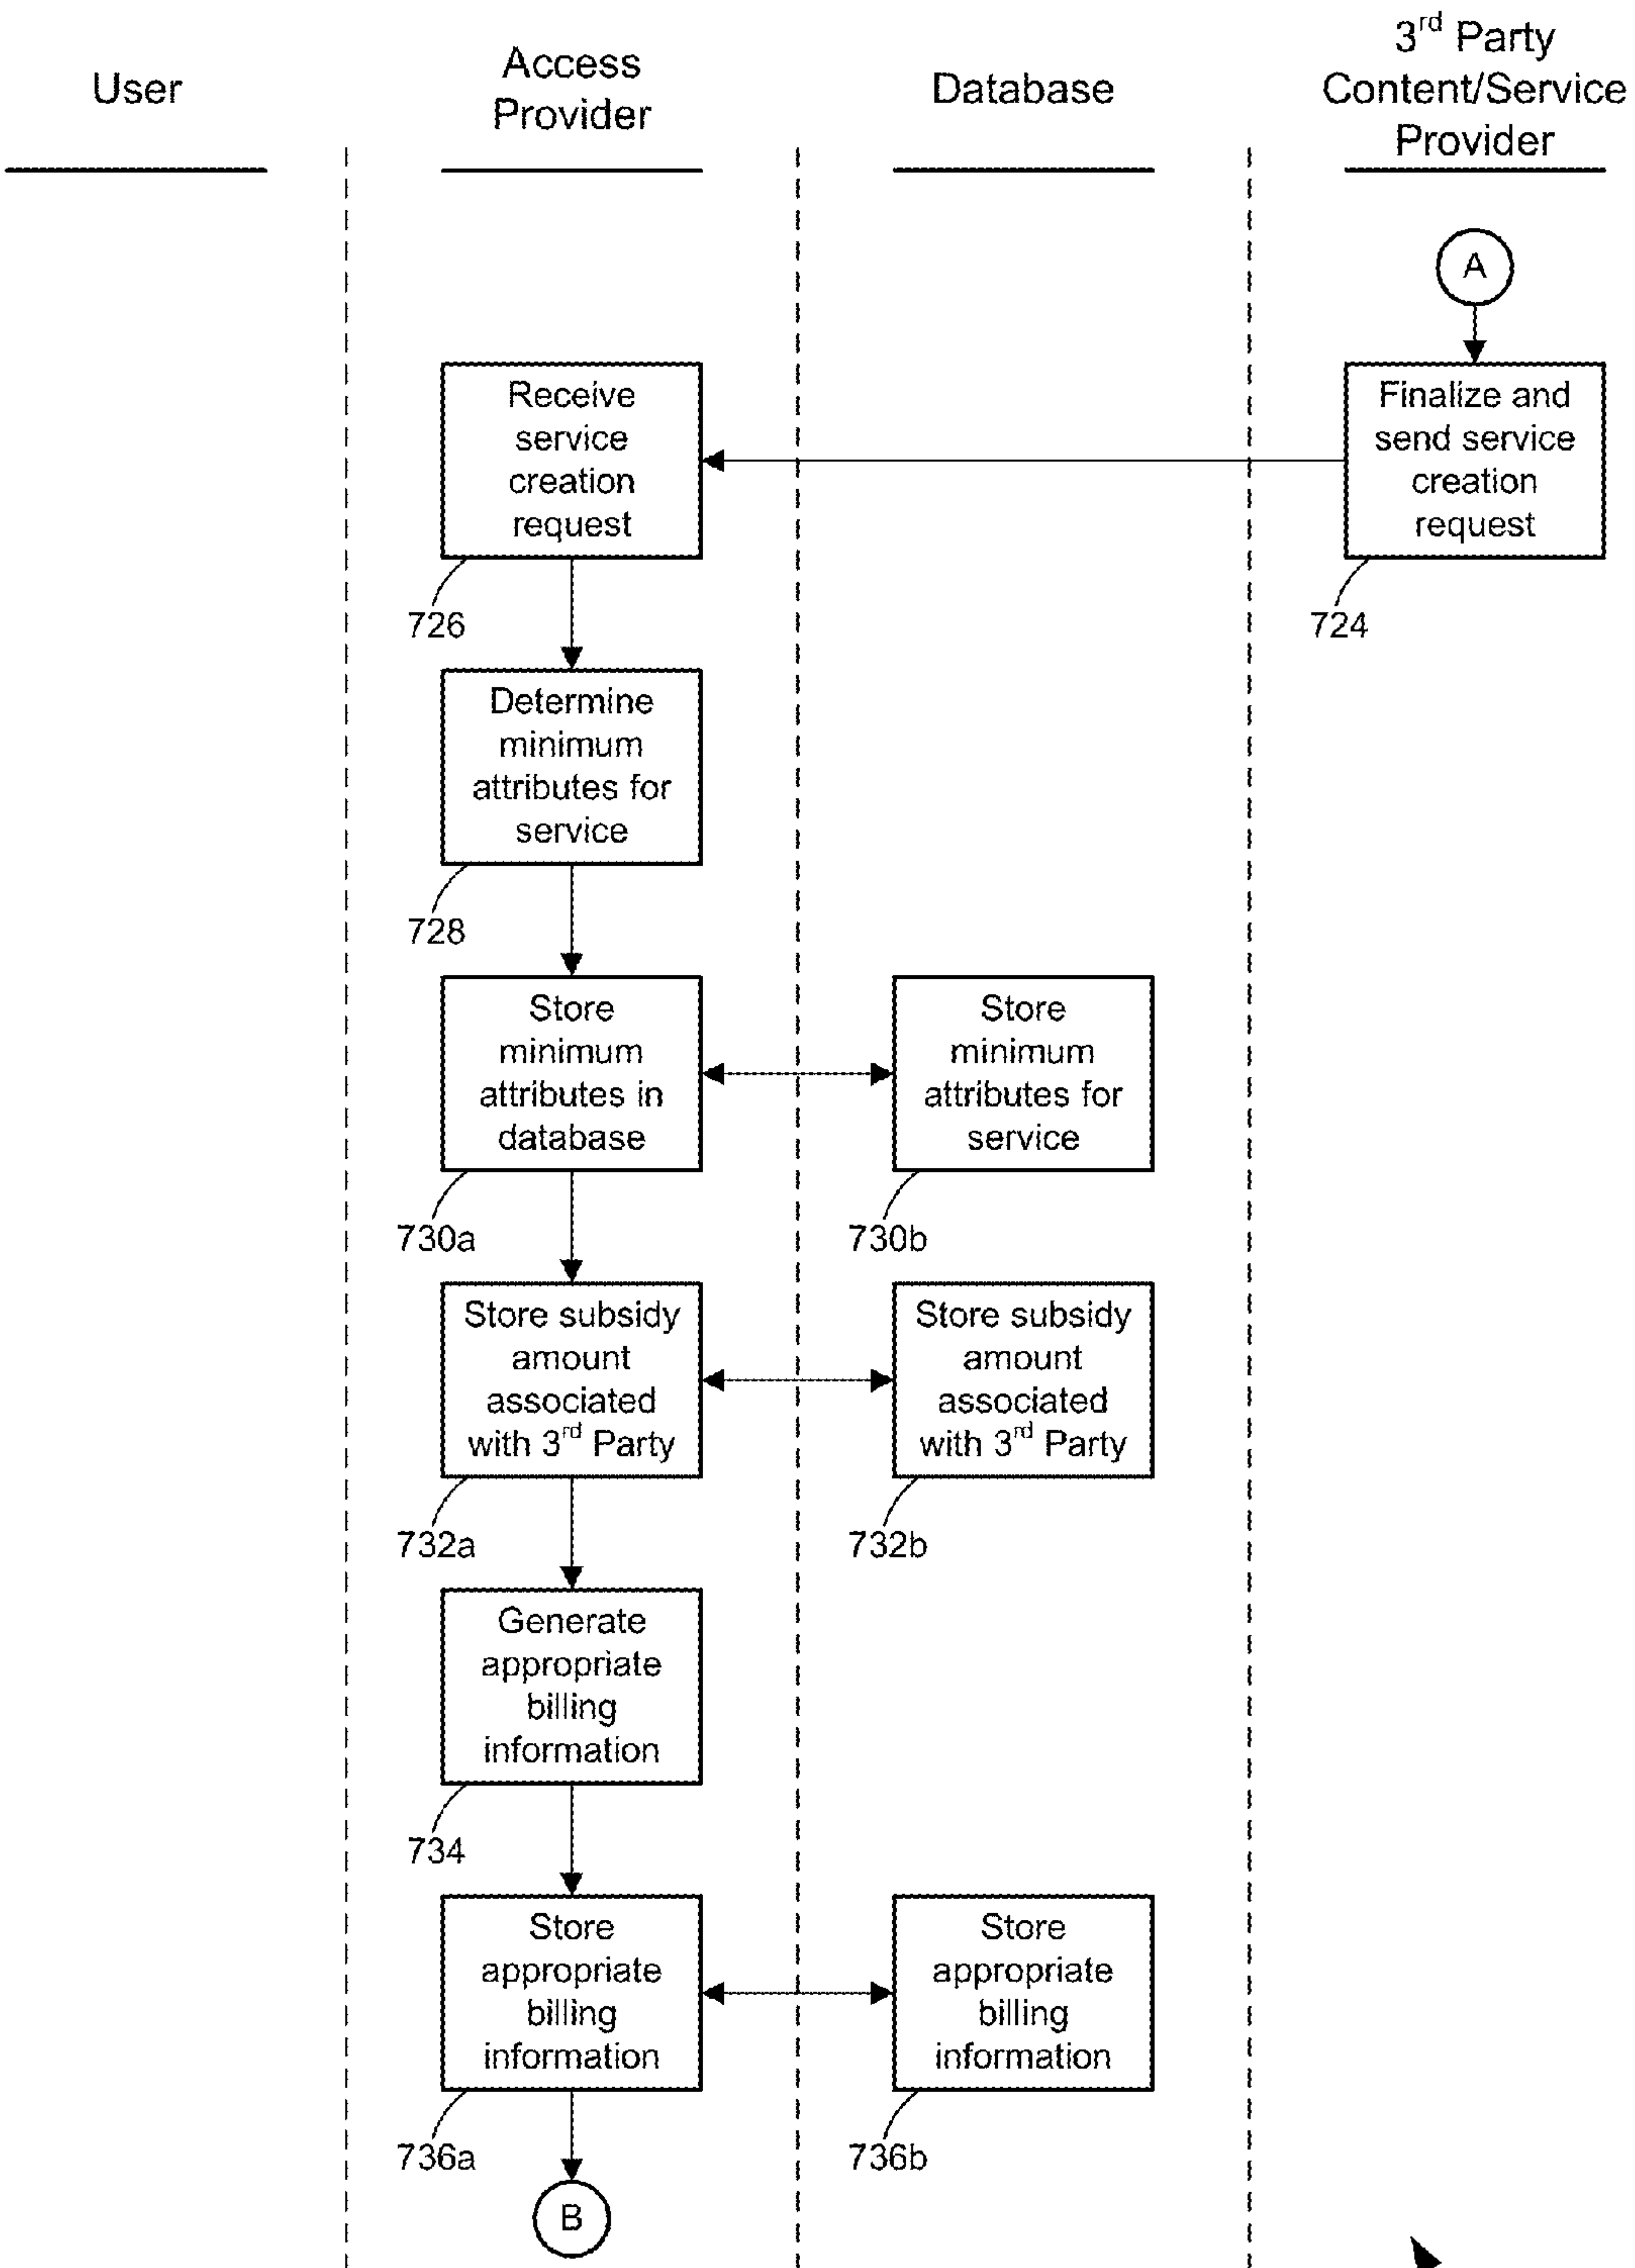 User
Access
Provider
Database
3rd Party
Content/Service
Provider
A
Receive
service
creation
request
726
Finalize and
send service
creation
request
724
Determine
minimum
attributes for
service
728
Store
minimum
attributes in
database
730a
Store
minimum
attributes for
service
730b
Store subsidy
amount
associated
with 3rd Party
732a
Store subsidy
amount
associated
with 3rd Party
732b
Generate
appropriate
billing
information
734
Store
appropriate
billing
information
736a
Store
appropriate
billing
information
736b
B